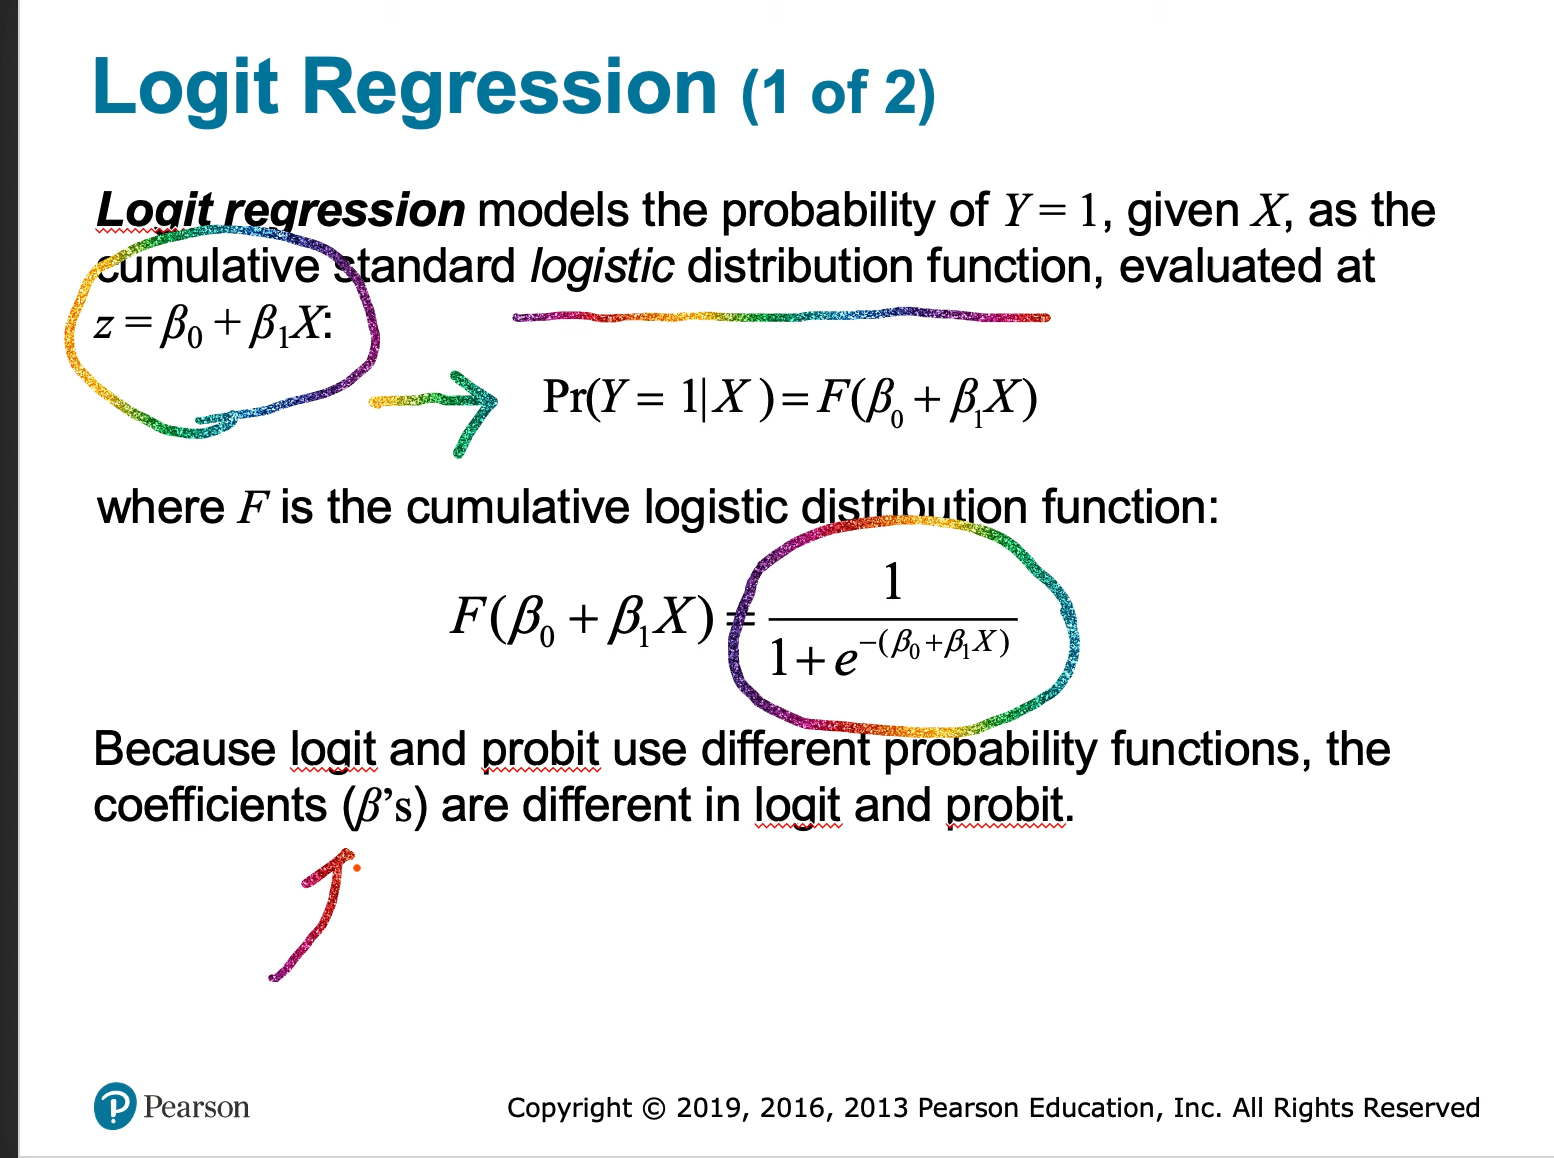 Logit Regression (1 of 2)
Logit regression models the probability of Y = 1, given X, as the
cumulative standard logistic distribution function, evaluated at
z = β₀ + β₁X:
Pr(Y = 1| X ) = F(β₀ + β₁X)
where F is the cumulative logistic distribution function:
F(β₀ + β₁X) = 1 / (1 + e^−(β₀+β₁X))
Because logit and probit use different probability functions, the
coefficients (β’s) are different in logit and probit.
Pearson
Copyright © 2019, 2016, 2013 Pearson Education, Inc. All Rights Reserved